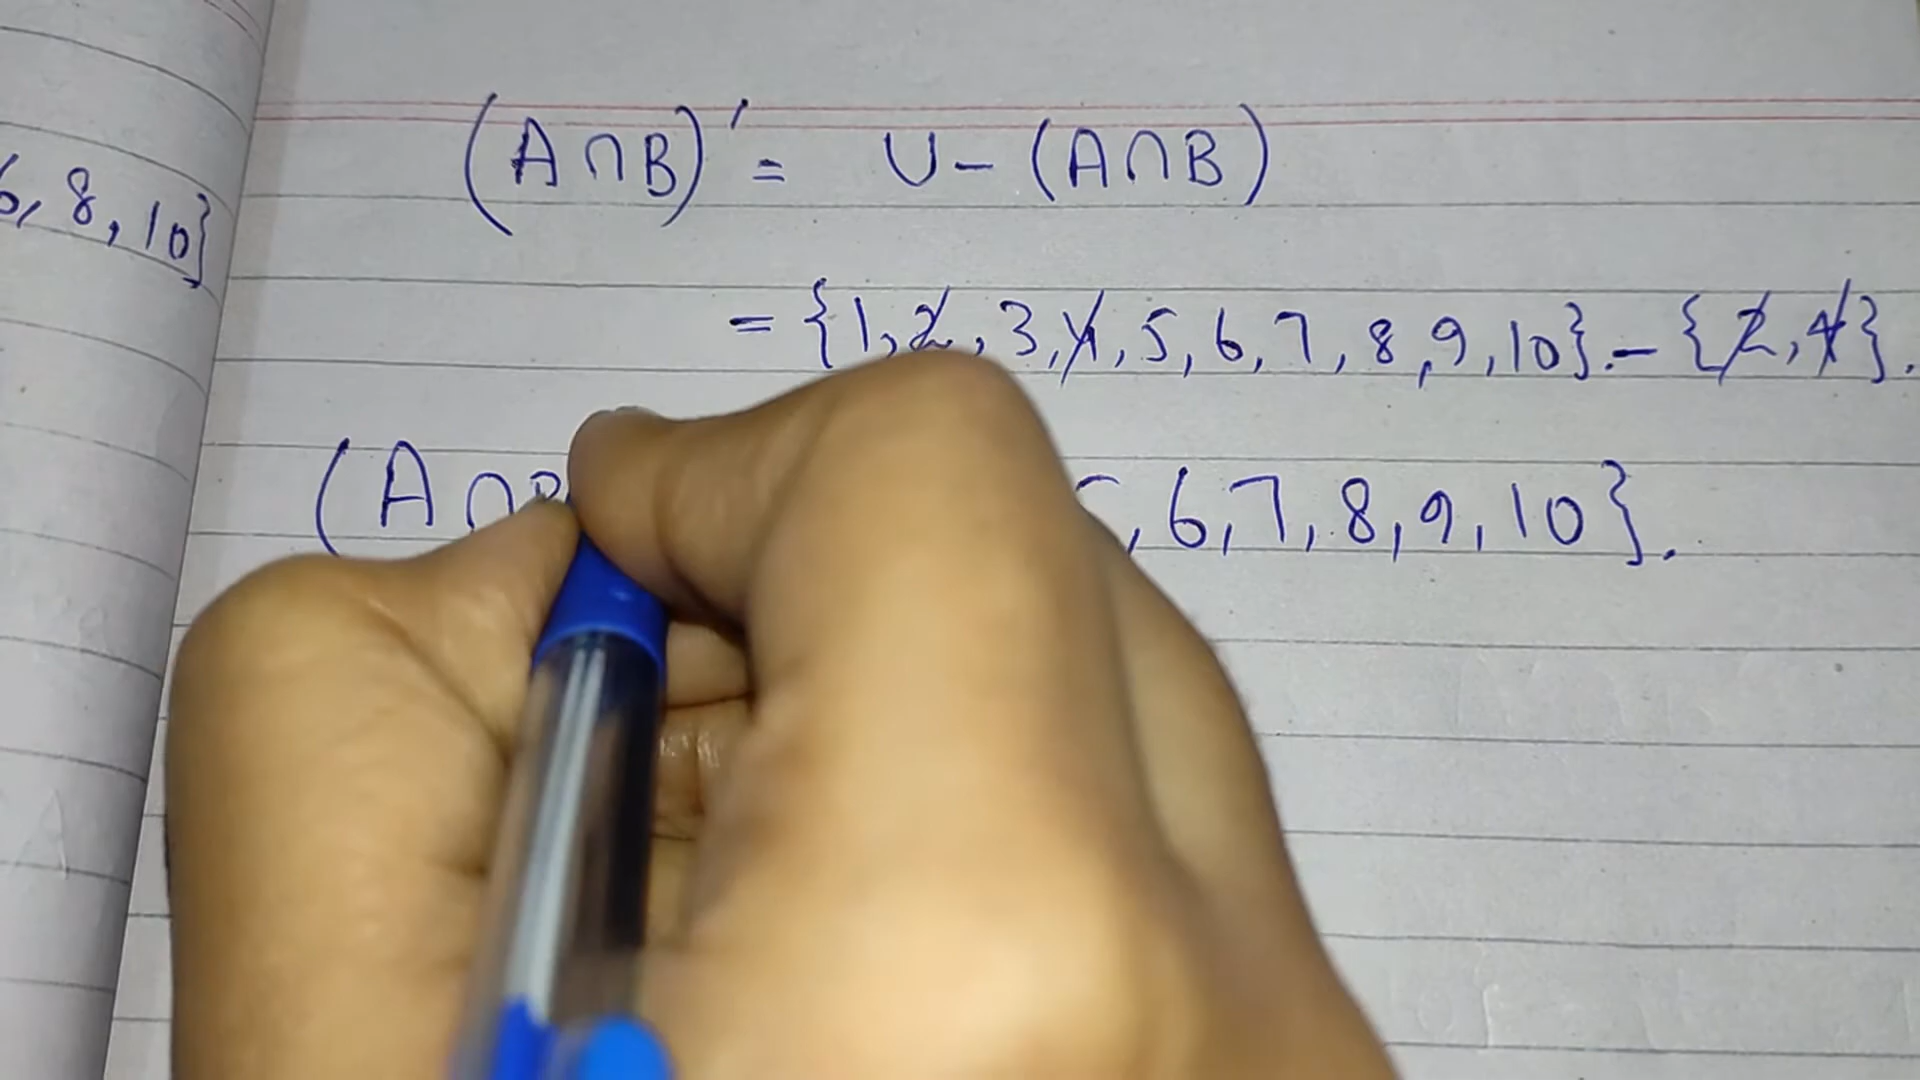 6, 8, 10}
(A∩B)' = U - (A∩B)
= {1, 2, 3, 4, 5, 6, 7, 8, 9, 10}. - {2, 4}.
(A ∩ B , 6, 7, 8, 9, 10}.